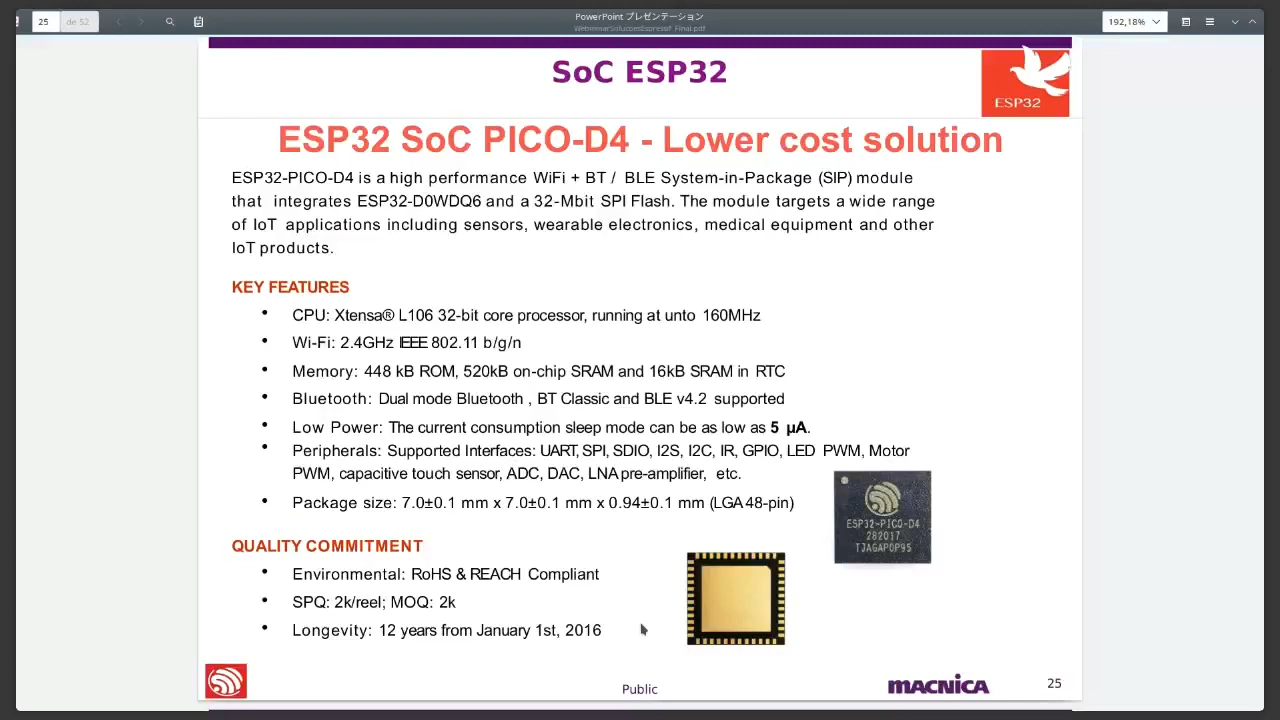 25
de 52
PowerPoint プレゼンテーション
WebminarSolucoesEspressif_Final.pdf
192,18%
SoC ESP32
ESP32
ESP32 SoC PICO-D4 - Lower cost solution
ESP32-PICO-D4 is a high performance WiFi + BT / BLE System-in-Package (SIP) module
that integrates ESP32-D0WDQ6 and a 32-Mbit SPI Flash. The module targets a wide range
of IoT applications including sensors, wearable electronics, medical equipment and other
IoT products.
KEY FEATURES
• CPU: Xtensa® L106 32-bit core processor, running at unto 160MHz
• Wi-Fi: 2.4GHz IEEE 802.11 b/g/n
• Memory: 448 kB ROM, 520kB on-chip SRAM and 16kB SRAM in RTC
• Bluetooth: Dual mode Bluetooth , BT Classic and BLE v4.2 supported
• Low Power: The current consumption sleep mode can be as low as 5 µA.
• Peripherals: Supported Interfaces: UART, SPI, SDIO, I2S, I2C, IR, GPIO, LED PWM, Motor
PWM, capacitive touch sensor, ADC, DAC, LNA pre-amplifier, etc.
• Package size: 7.0±0.1 mm x 7.0±0.1 mm x 0.94±0.1 mm (LGA 48-pin)
ESP32-PICO-D4
282017
TJAGAP0P95
QUALITY COMMITMENT
• Environmental: RoHS & REACH Compliant
• SPQ: 2k/reel; MOQ: 2k
• Longevity: 12 years from January 1st, 2016
Public
MACNICA
25